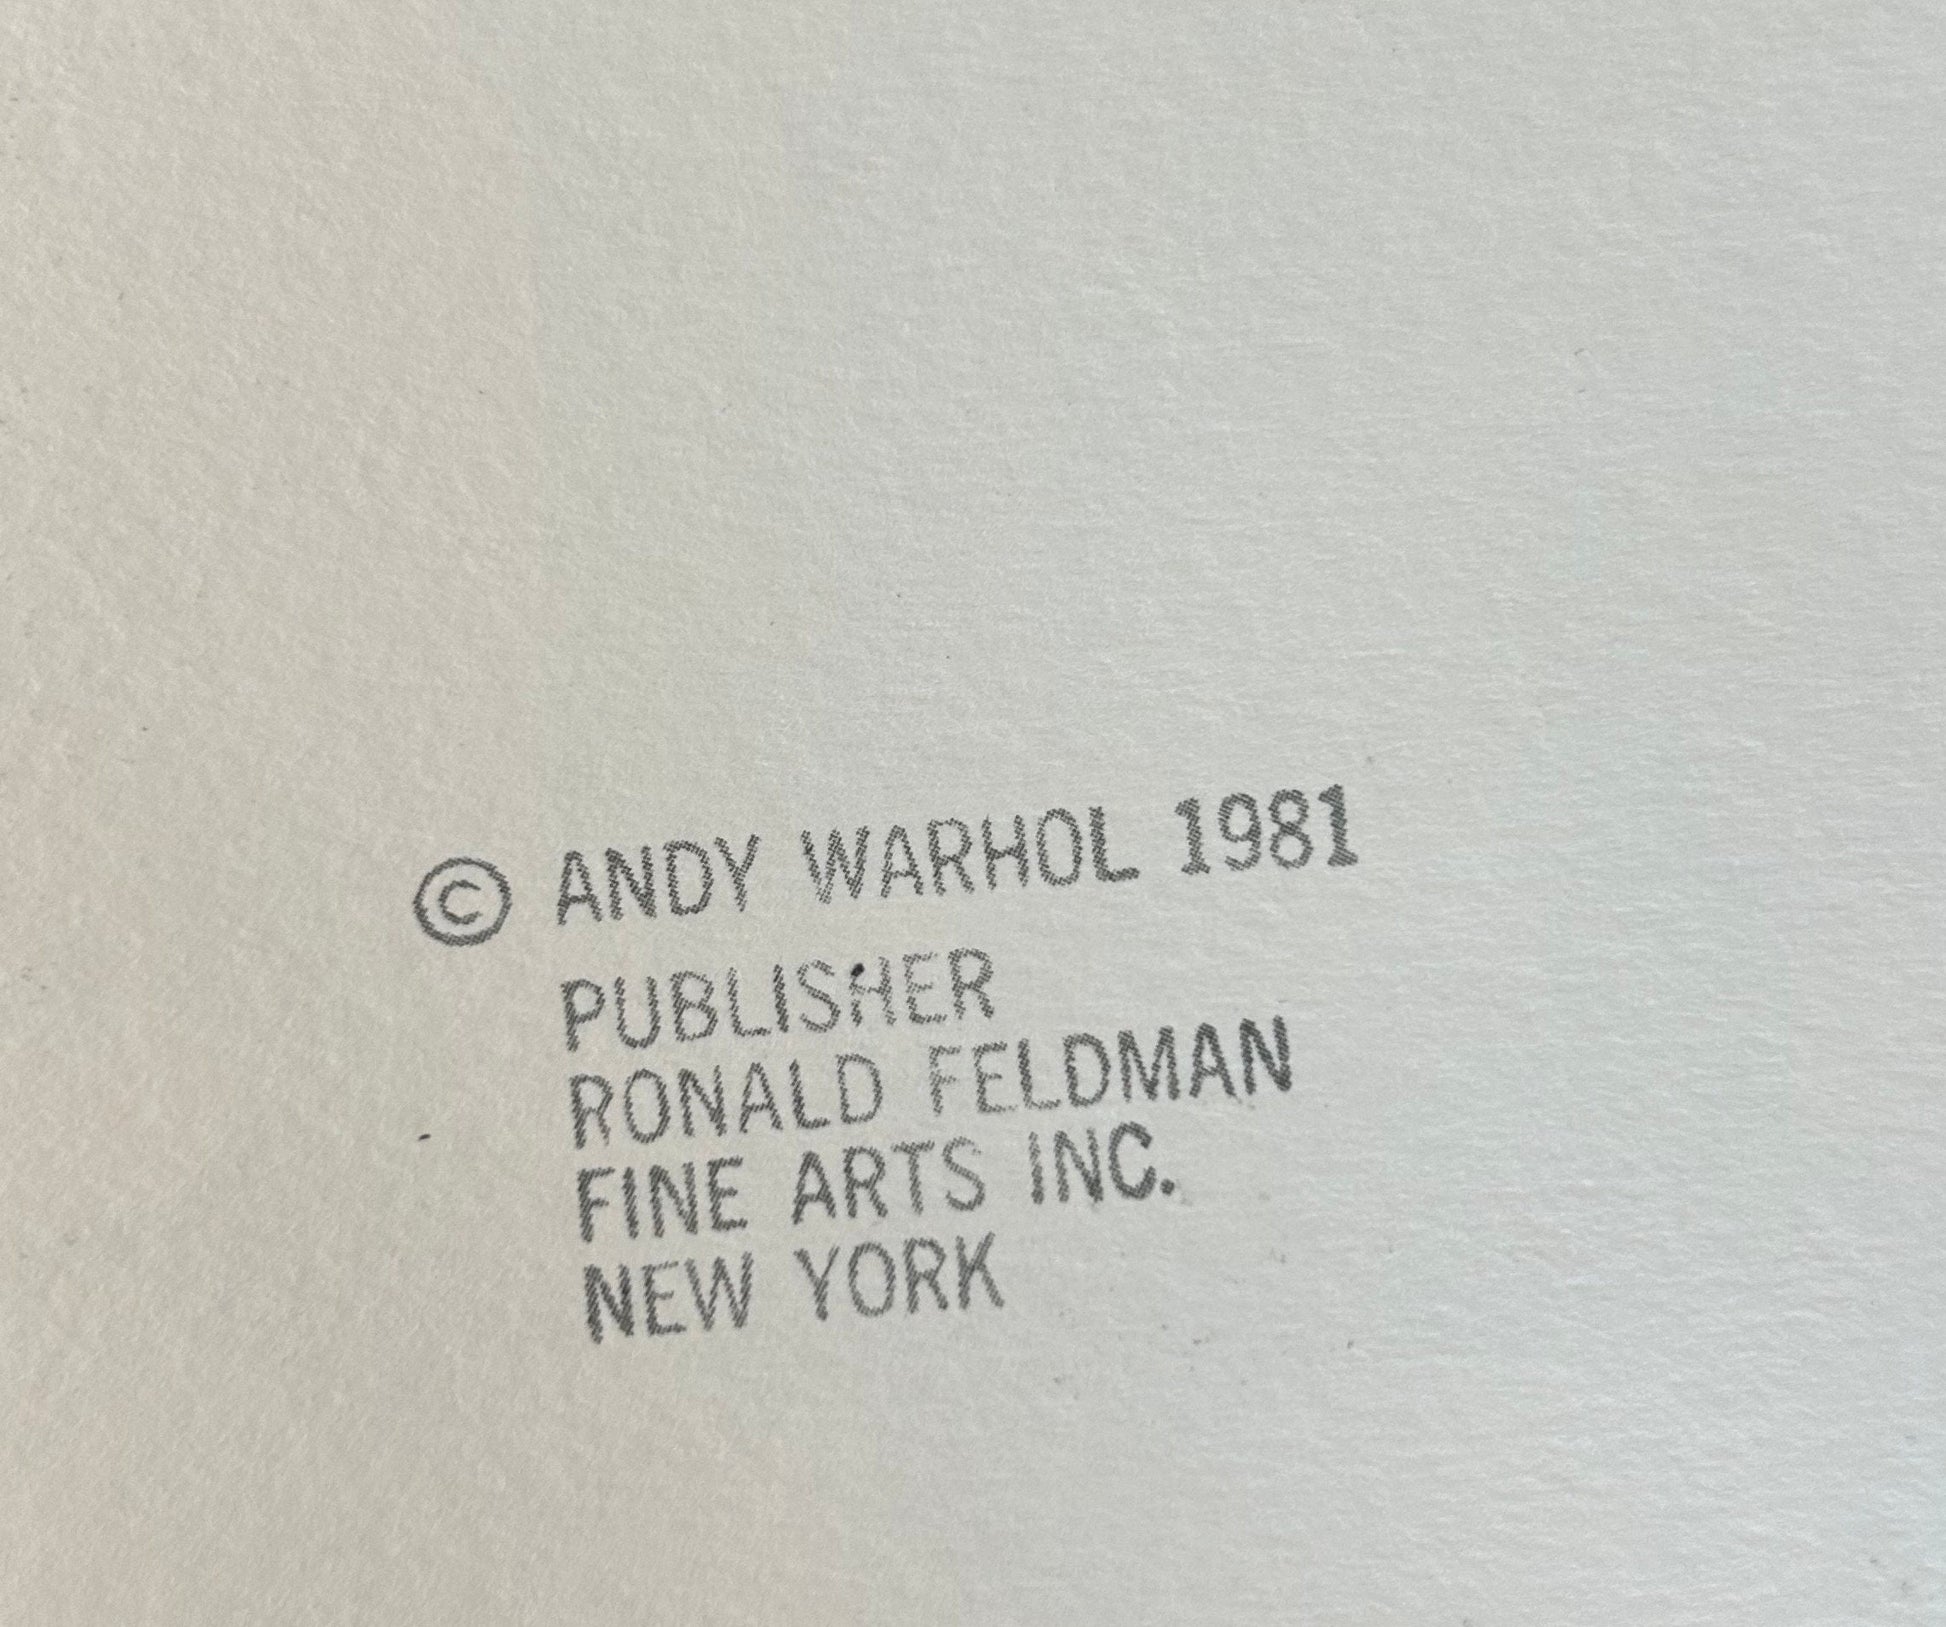 © ANDY WARHOL 1981
PUBLISHER
RONALD FELDMAN
FINE ARTS INC.
NEW YORK